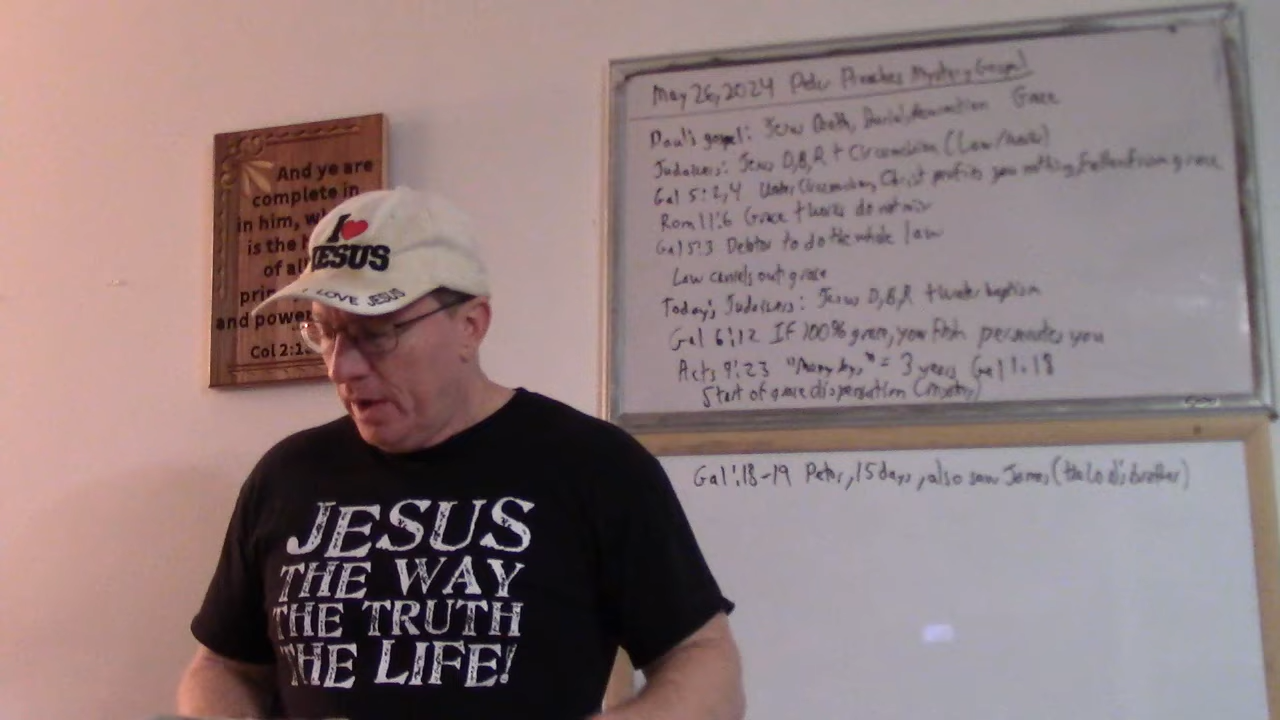 And ye are
complete in
in him, wh
is the h
of all
prin
and power
Col 2:1
I ❤ JESUS
I LOVE JESUS
JESUS
THE WAY
THE TRUTH
THE LIFE!
May 26, 2024 Peter Preaches Mystery Gospel
Paul's gospel: Jesus Death, Burial, Resurrection Grace
Judaizers: Jesus D,B,R + Circumcision (Law/works)
Gal 5:2,4 Under Circumcision, Christ profits you nothing, Fallen from grace
Rom 11:6 Grace + works do not mix
Gal 5:3 Debtor to do the whole law
Law cancels out grace
Today's Judaizers: Jesus D,B,R + water baptism
Gal 6:12 If 100% grace, your flesh persecutes you
Acts 9:23 "Many days" = 3 years Gal 1:18
Start of grace dispensation (mystery)
Gal 1:18-19 Peter, 15 days, also saw James (the Lord's brother)